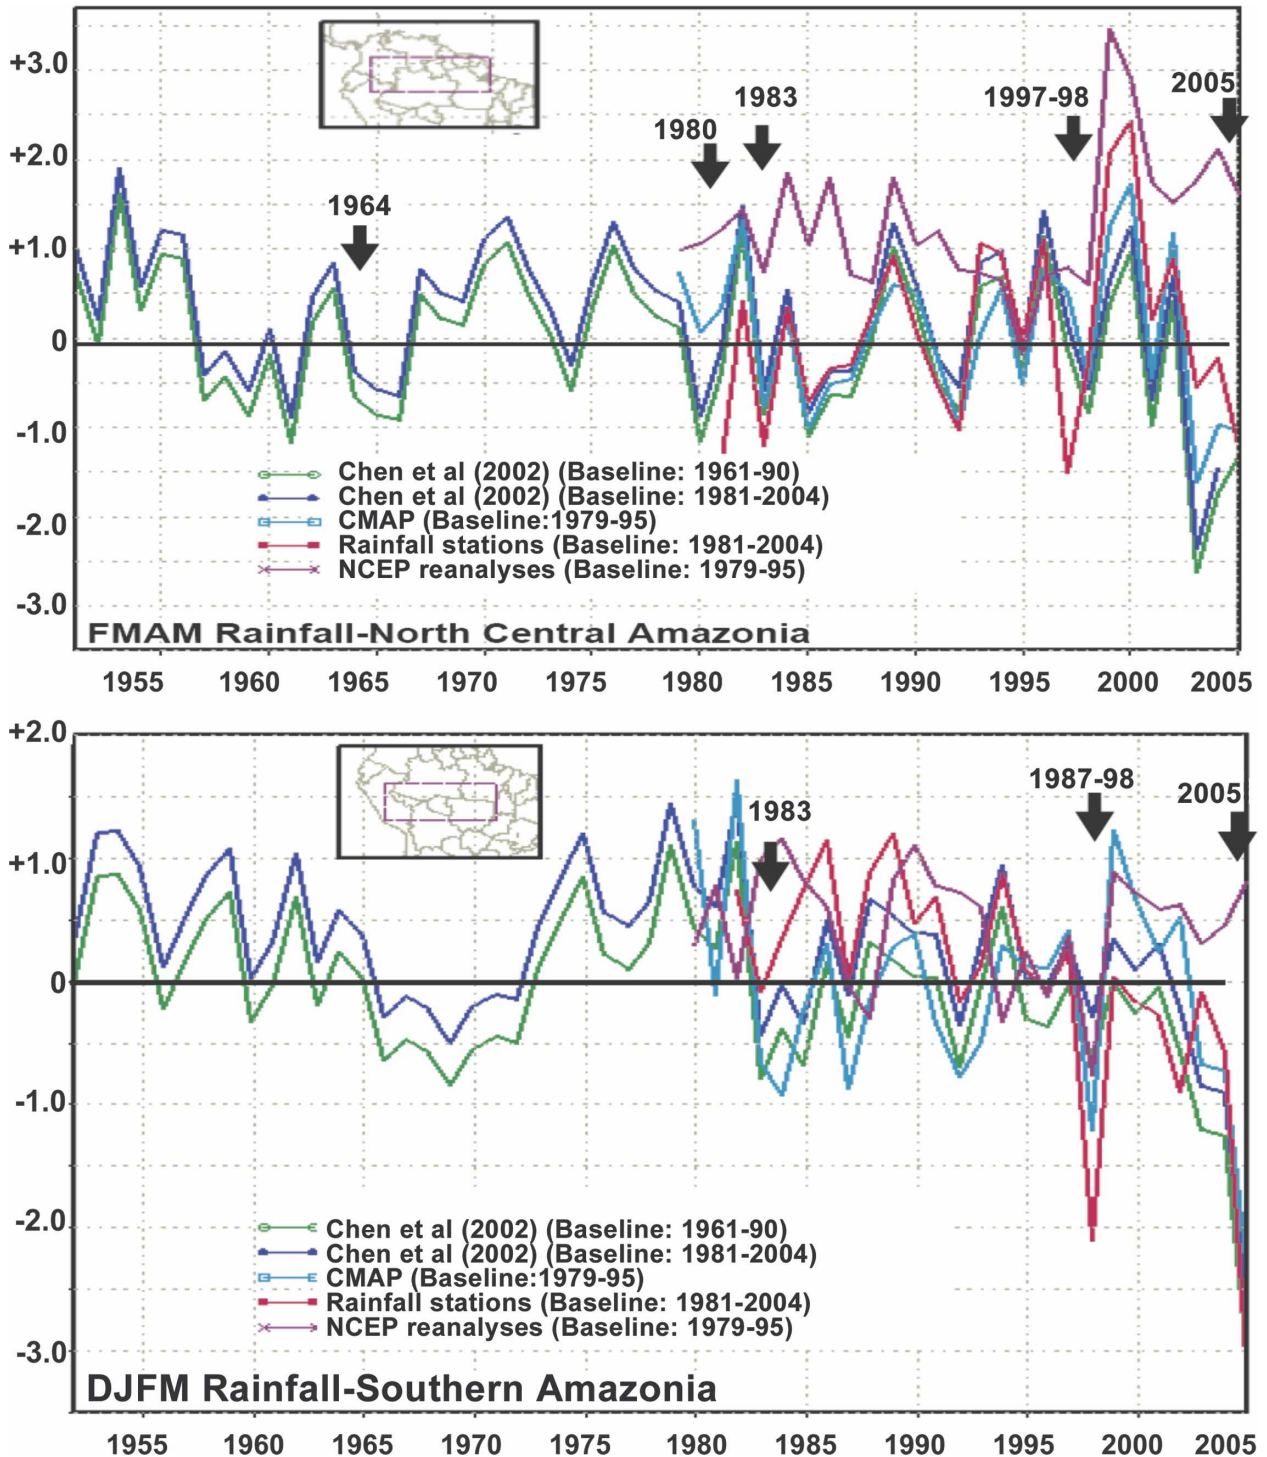 +3.0
+2.0
+1.0
0
-1.0
-2.0
-3.0
1964
1980
1983
1997-98
2005
Chen et al (2002) (Baseline: 1961-90)
Chen et al (2002) (Baseline: 1981-2004)
CMAP (Baseline:1979-95)
Rainfall stations (Baseline: 1981-2004)
NCEP reanalyses (Baseline: 1979-95)
FMAM Rainfall-North Central Amazonia
1955 1960 1965 1970 1975 1980 1985 1990 1995 2000 2005
+2.0
+1.0
0
-1.0
-2.0
-3.0
1983
1987-98
2005
Chen et al (2002) (Baseline: 1961-90)
Chen et al (2002) (Baseline: 1981-2004)
CMAP (Baseline:1979-95)
Rainfall stations (Baseline: 1981-2004)
NCEP reanalyses (Baseline: 1979-95)
DJFM Rainfall-Southern Amazonia
1955 1960 1965 1970 1975 1980 1985 1990 1995 2000 2005